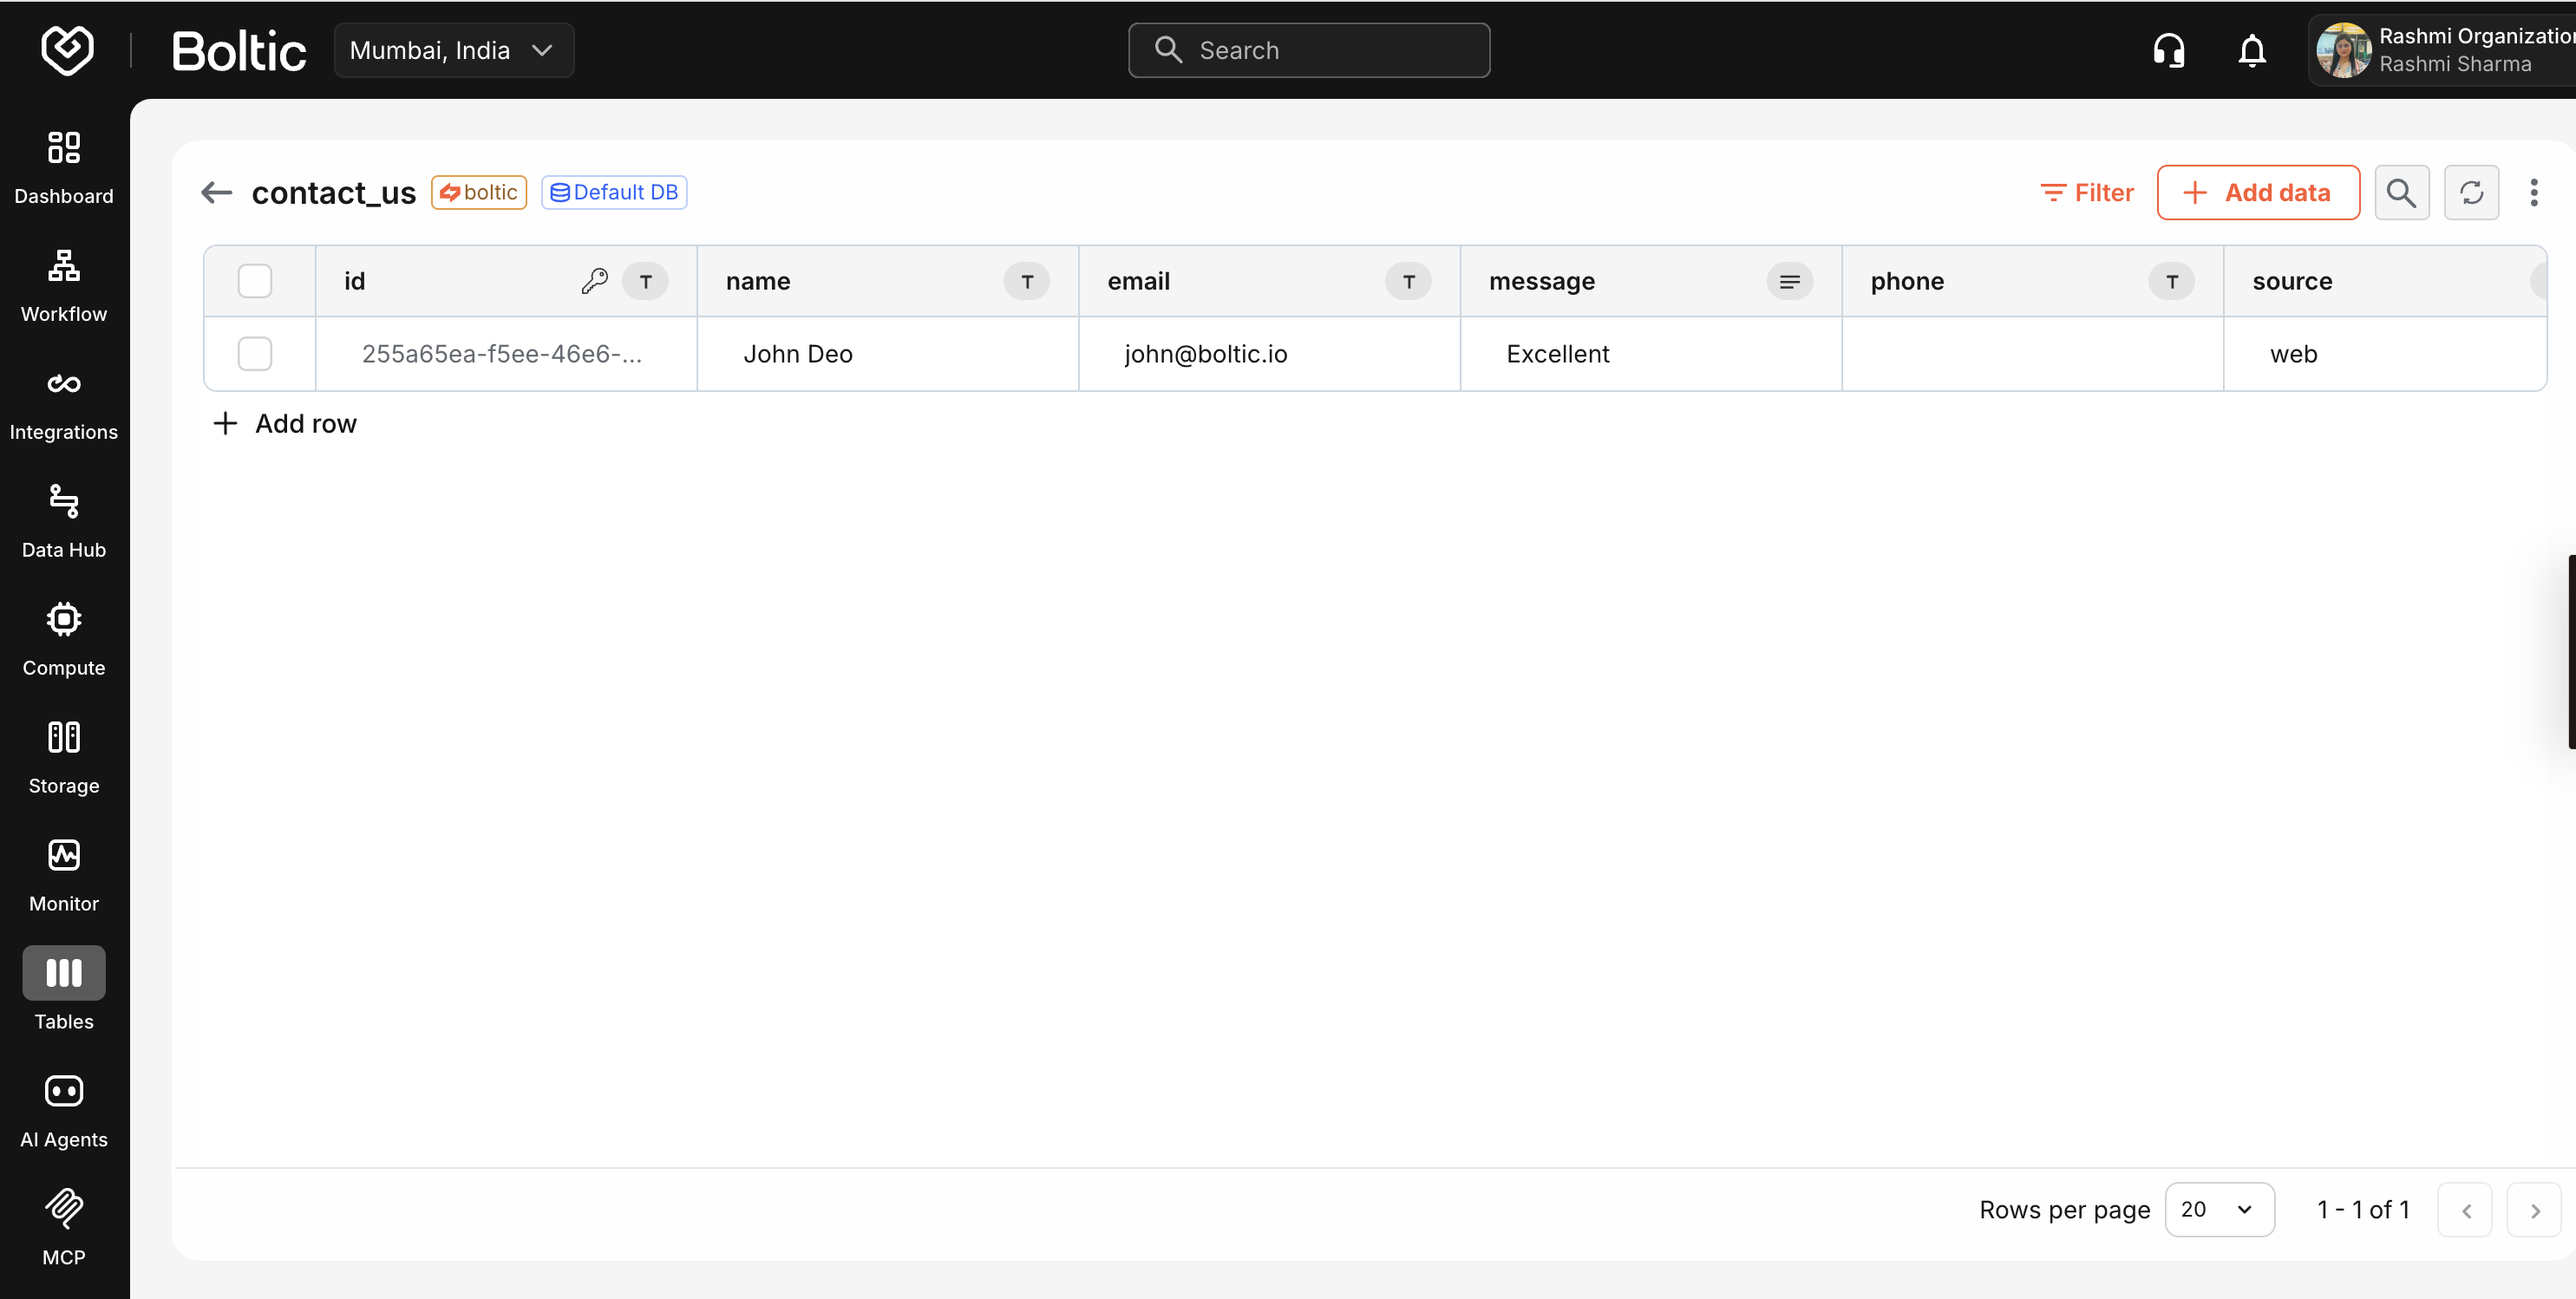 Boltic
Mumbai, India
Search
Rashmi Organization
Rashmi Sharma
Dashboard
Workflow
Integrations
Data Hub
Compute
Storage
Monitor
Tables
AI Agents
MCP
contact_us
boltic
Default DB
Filter
+ Add data
id T name T email T message phone T source
255a65ea-f5ee-46e6-... John Deo john@boltic.io Excellent web
+ Add row
Rows per page 20 1 - 1 of 1